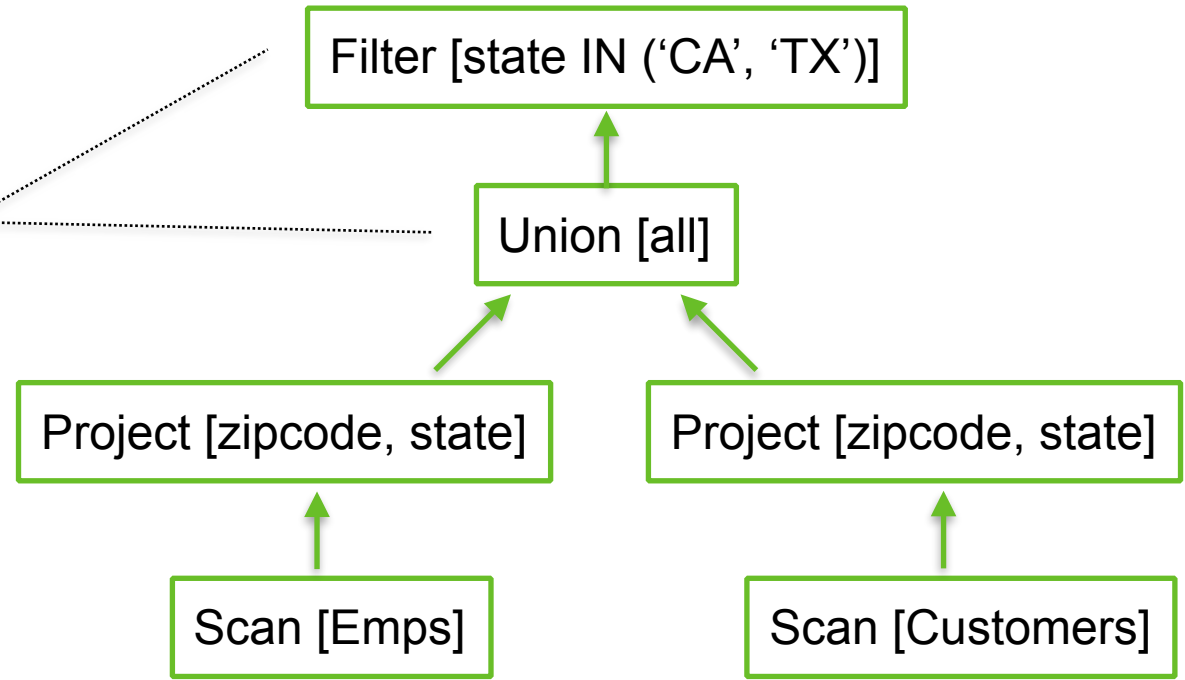 Filter [state IN (‘CA’, ‘TX’)]
Union [all]
Project [zipcode, state]
Project [zipcode, state]
Scan [Emps]
Scan [Customers]